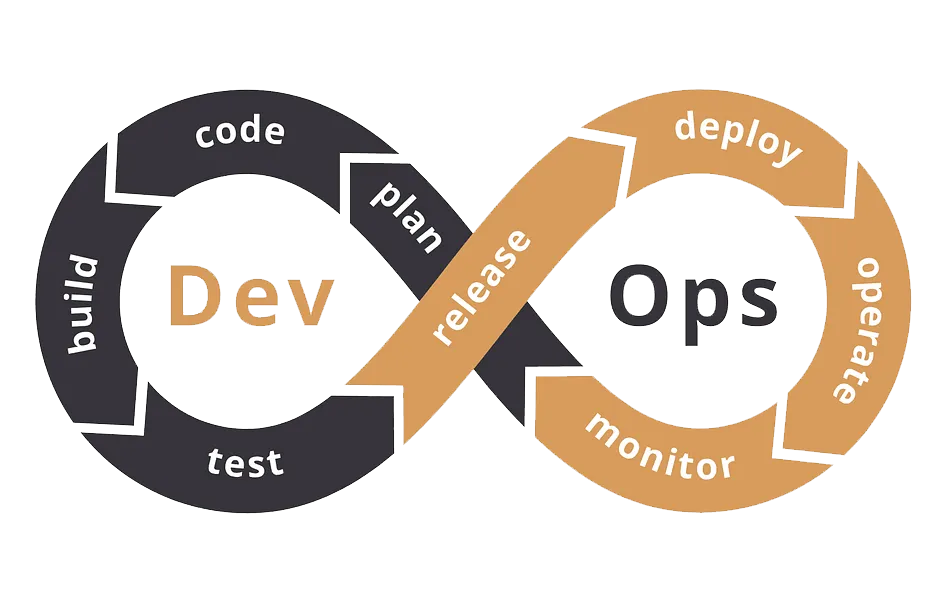 code
plan
build
test
Dev
release
deploy
operate
monitor
Ops